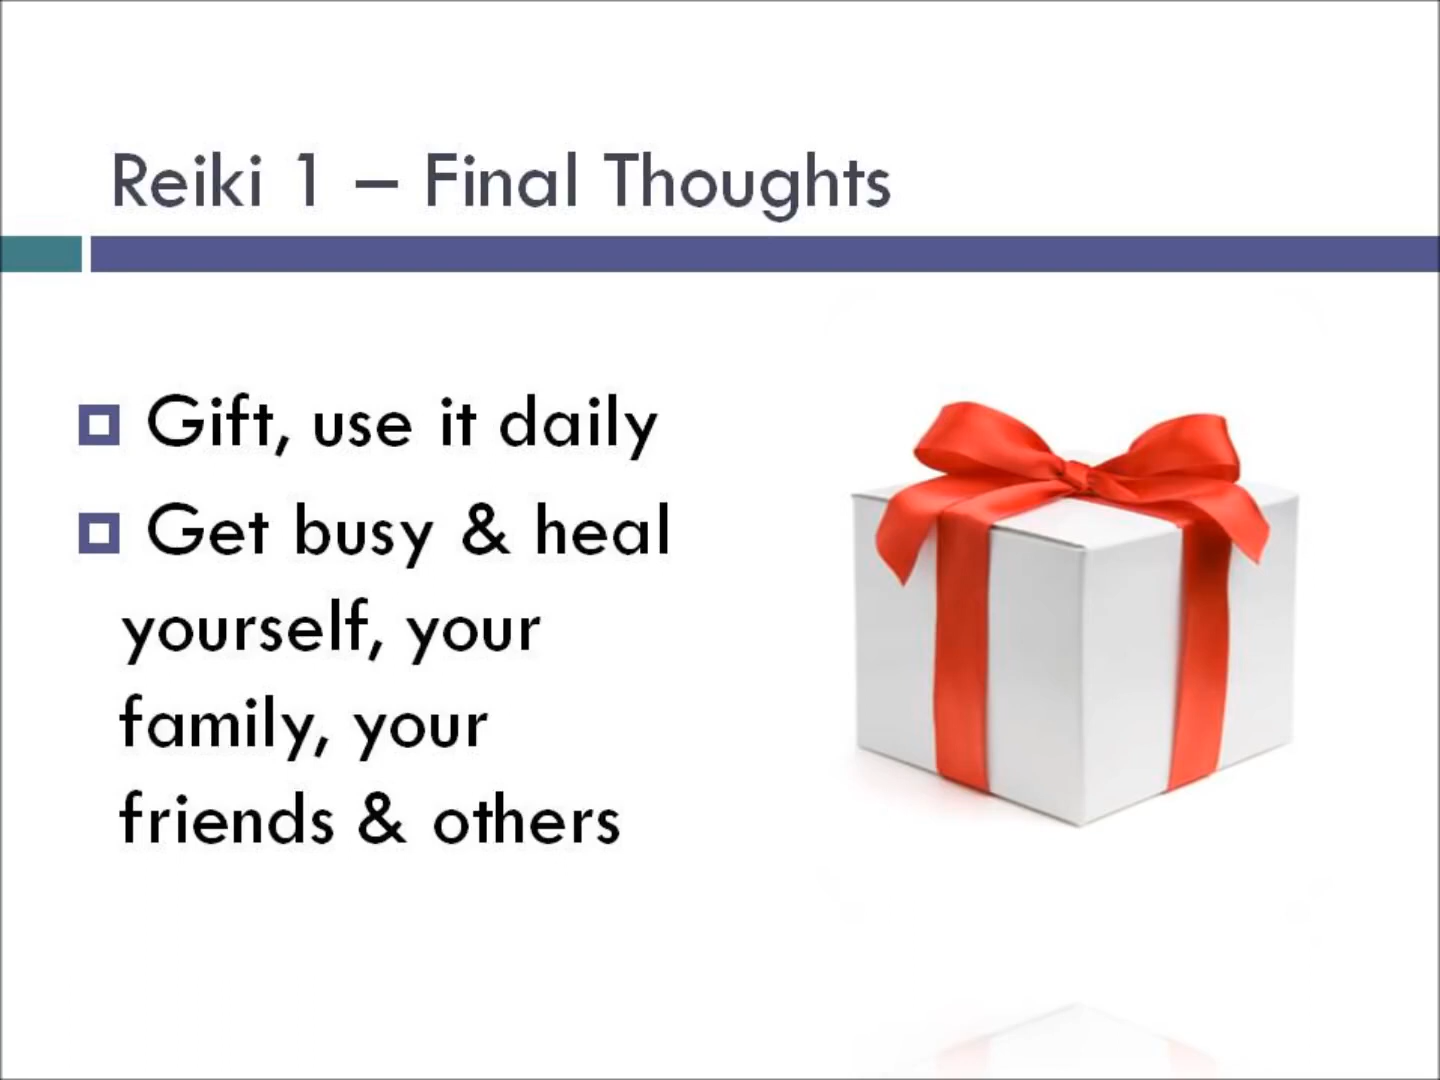 Reiki 1 – Final Thoughts
Gift, use it daily
Get busy & heal
yourself, your
family, your
friends & others